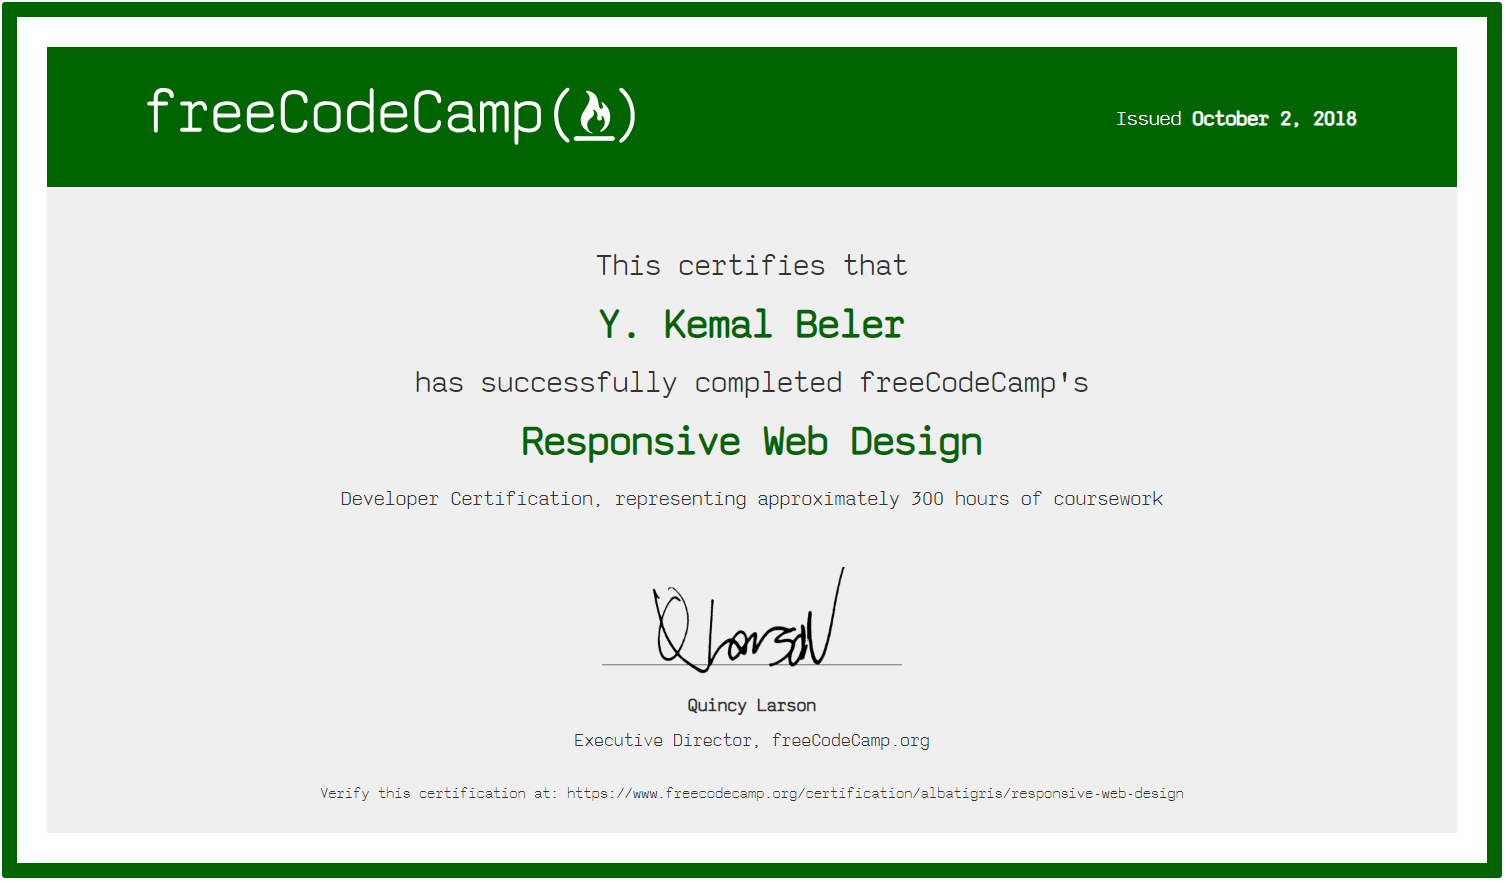 freeCodeCamp(🔥)
Issued October 2, 2018
This certifies that
Y. Kemal Beler
has successfully completed freeCodeCamp's
Responsive Web Design
Developer Certification, representing approximately 300 hours of coursework
Q Larson
Quincy Larson
Executive Director, freeCodeCamp.org
Verify this certification at: https://www.freecodecamp.org/certification/albatigris/responsive-web-design